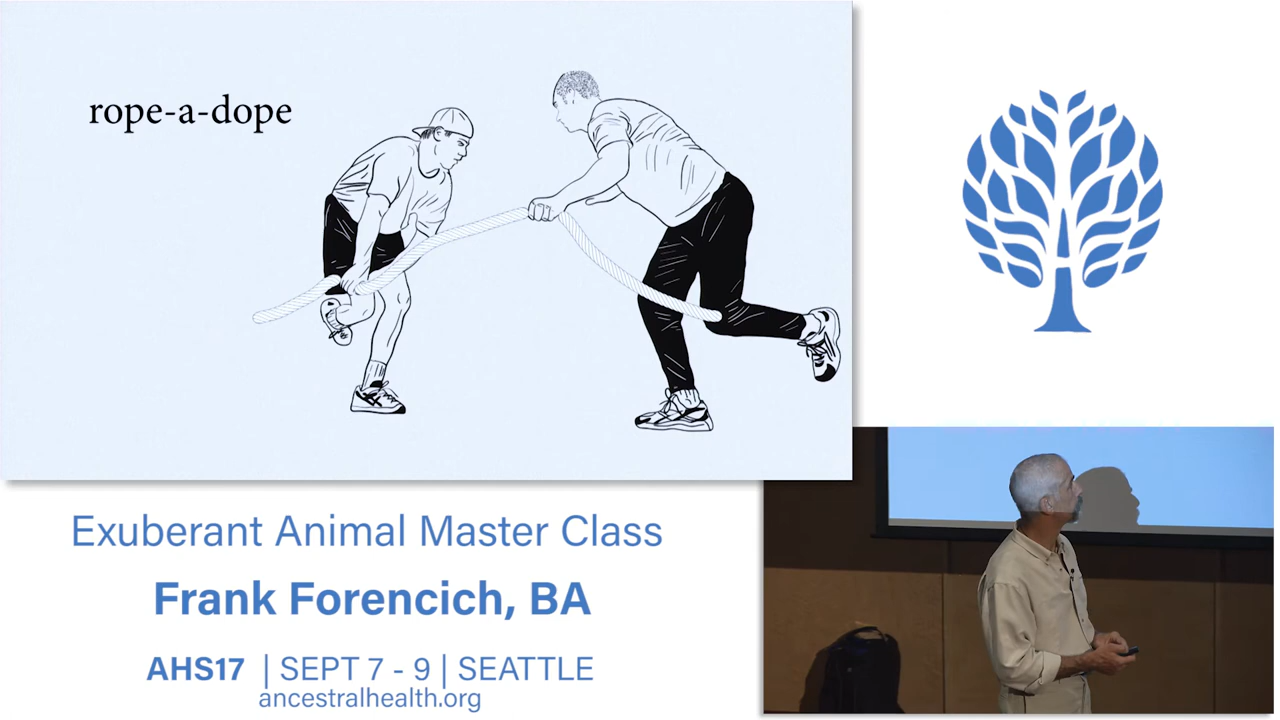 rope-a-dope
Exuberant Animal Master Class
Frank Forencich, BA
AHS17 | SEPT 7 - 9 | SEATTLE
ancestralhealth.org